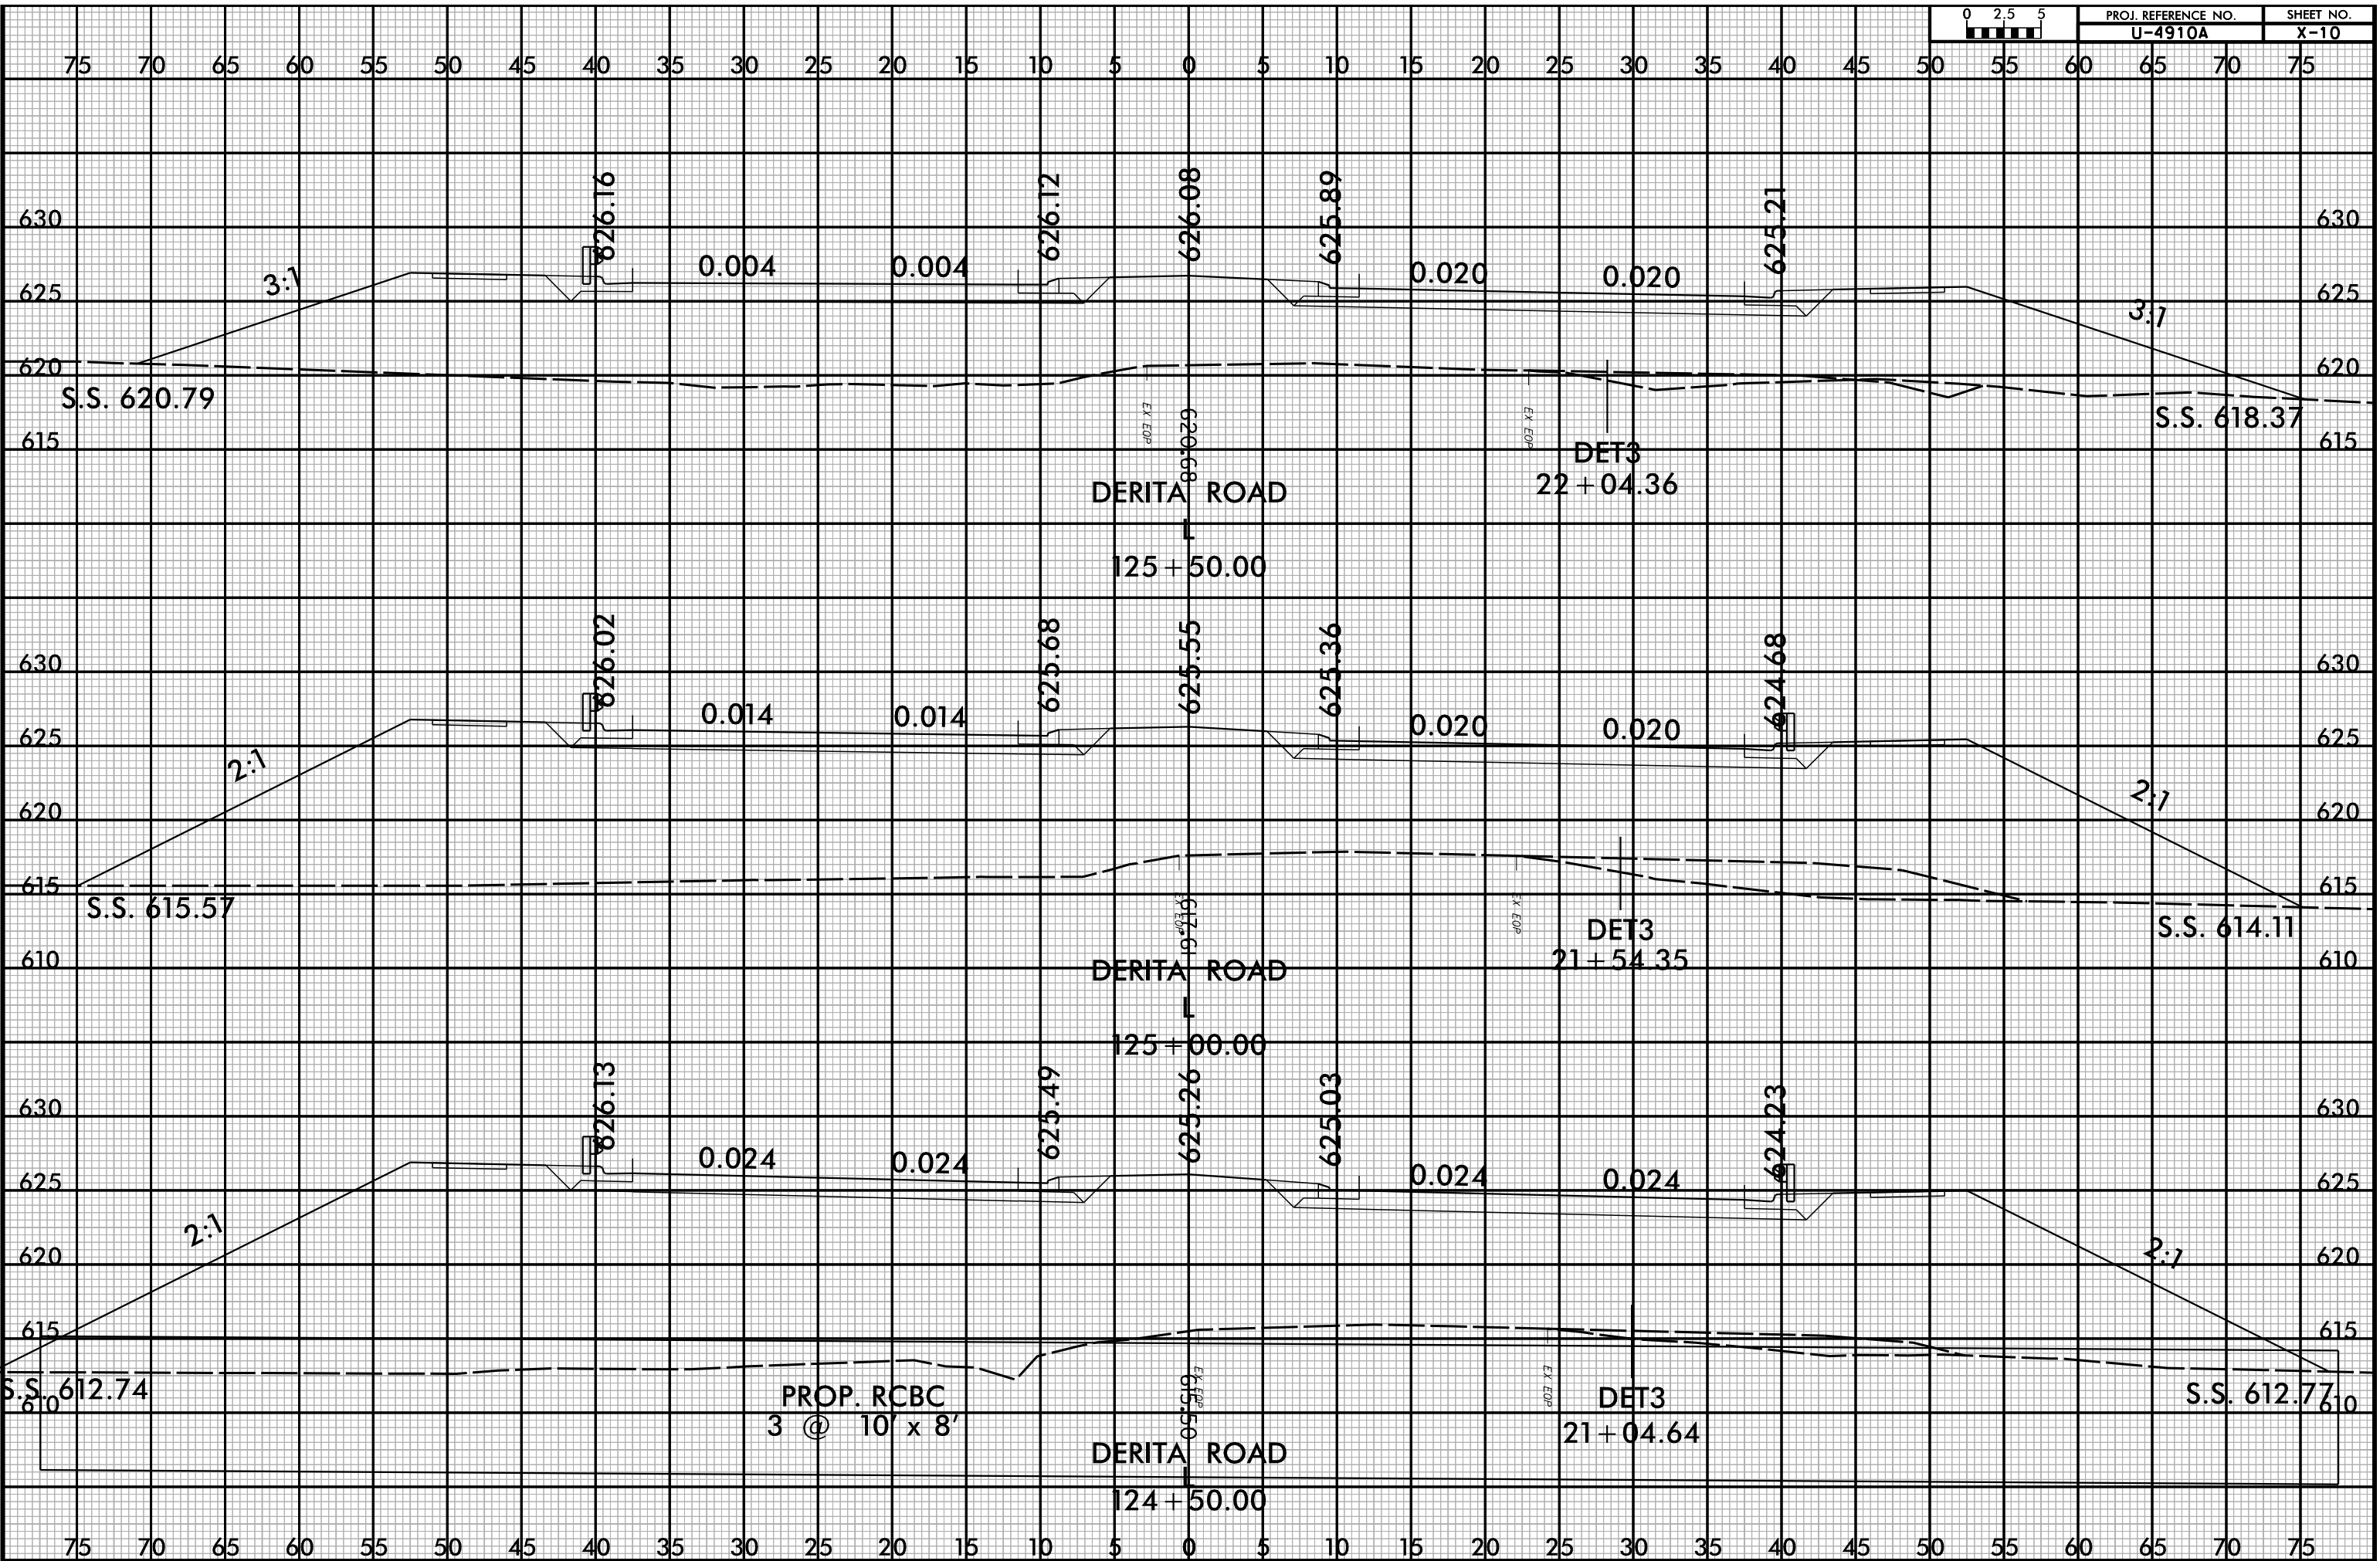 0 2.5 5
PROJ. REFERENCE NO. SHEET NO.
U-4910A X-10
75 70 65 60 55 50 45 40 35 30 25 20 15 10 5 0 5 10 15 20 25 30 35 40 45 50 55 60 65 70 75
626.16 626.12 626.08 625.89 625.21
630 630
3:1 0.004 0.004 0.020 0.020 3:1
625 625
620 620
S.S. 620.79 S.S. 618.37
EX EOP 620.68 EX EOP
615 615
DET3
22+04.36
DERITA ROAD
L
125+50.00
626.02 625.68 625.55 625.36 624.68
630 630
2:1 0.014 0.014 0.020 0.020 2:1
625 625
620 620
615 615
S.S. 615.57 S.S. 614.11
EX EOP 617.61 EX EOP
DET3
21+54.35
610 610
DERITA ROAD
L
125+00.00
626.13 625.49 625.26 625.03 624.23
630 630
0.024 0.024 0.024 0.024
625 625
2:1 2:1
620 620
615 615
S.S. 612.74 S.S. 612.77
EX EOP 615.50 EX EOP
610 610
PROP. RCBC
3 @ 10' x 8'
DET3
21+04.64
DERITA ROAD
L
124+50.00
75 70 65 60 55 50 45 40 35 30 25 20 15 10 5 0 5 10 15 20 25 30 35 40 45 50 55 60 65 70 75